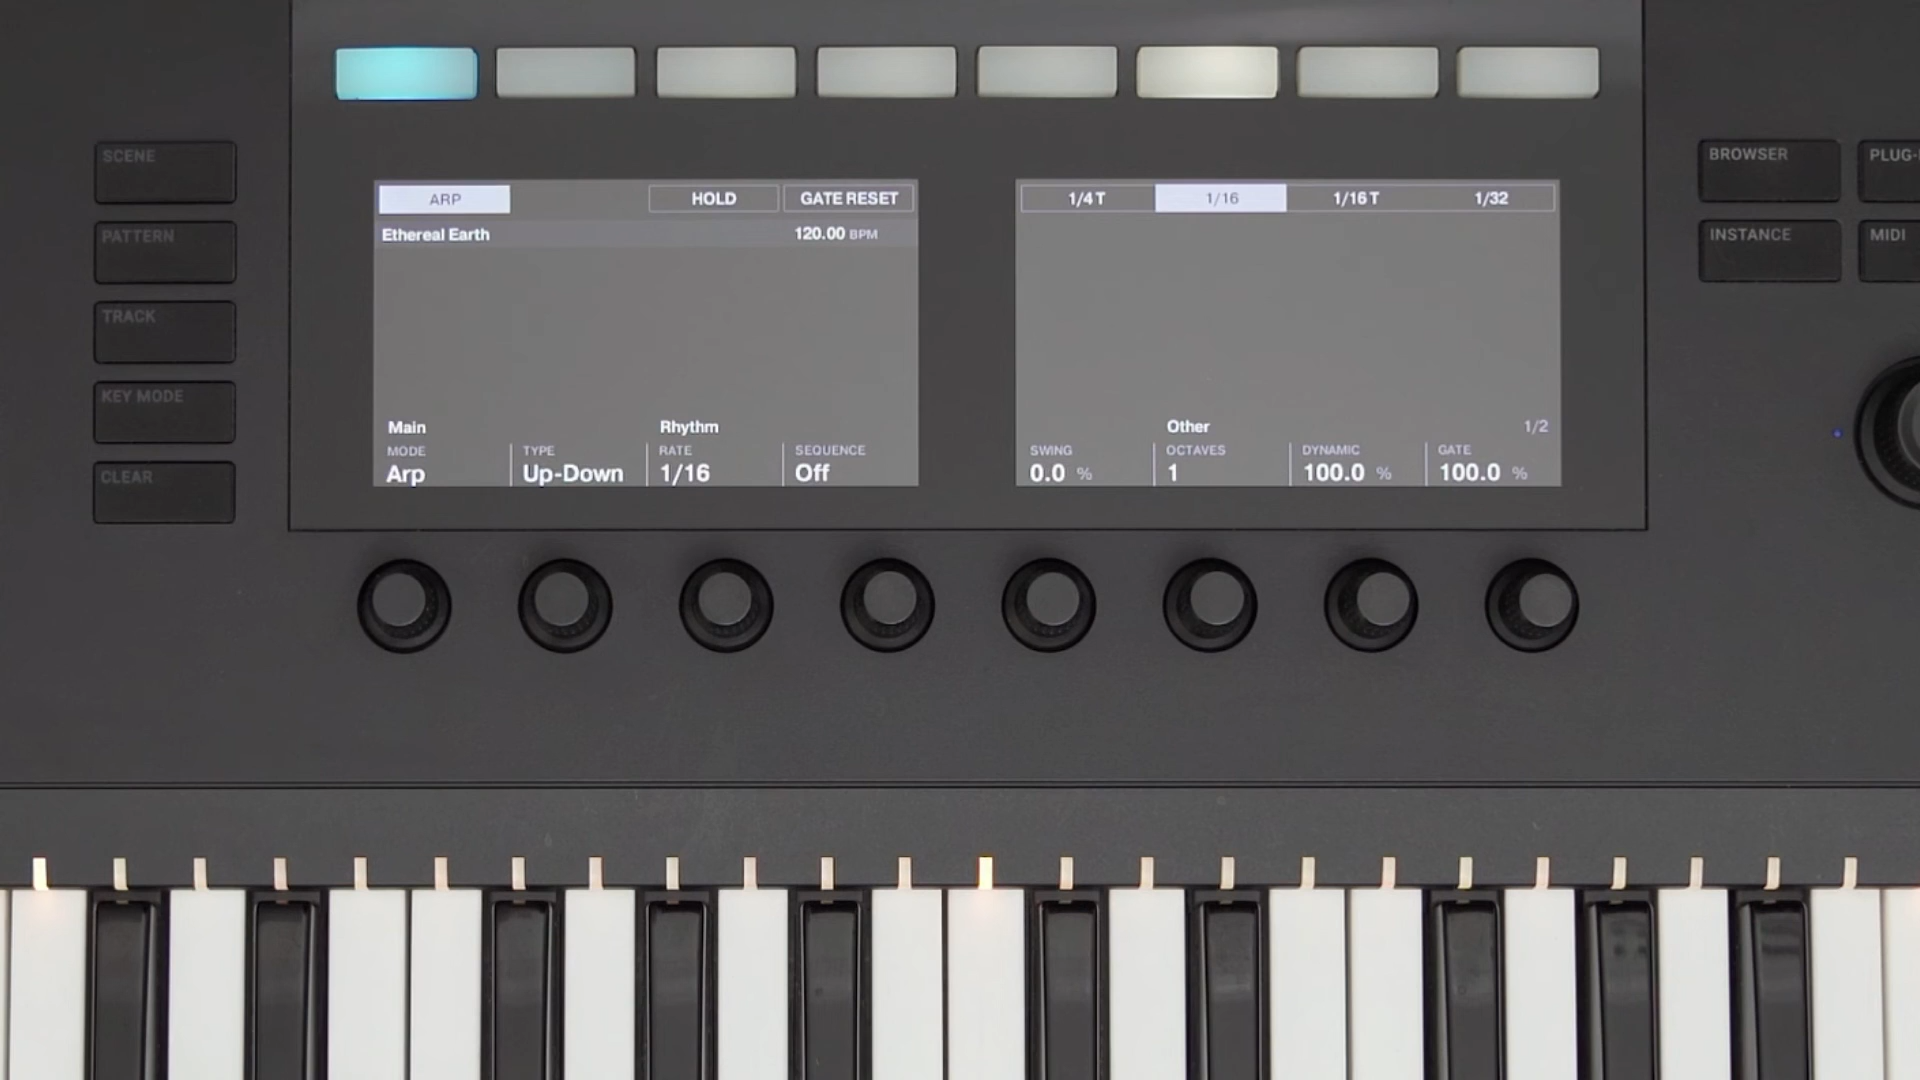 SCENE
PATTERN
TRACK
KEY MODE
CLEAR
ARP HOLD GATE RESET
Ethereal Earth 120.00 BPM
Main Rhythm
MODE TYPE RATE SEQUENCE
Arp Up-Down 1/16 Off
1/4 T 1/16 1/16 T 1/32
Other 1/2
SWING OCTAVES DYNAMIC GATE
0.0 % 1 100.0 % 100.0 %
BROWSER PLUG-
INSTANCE MIDI